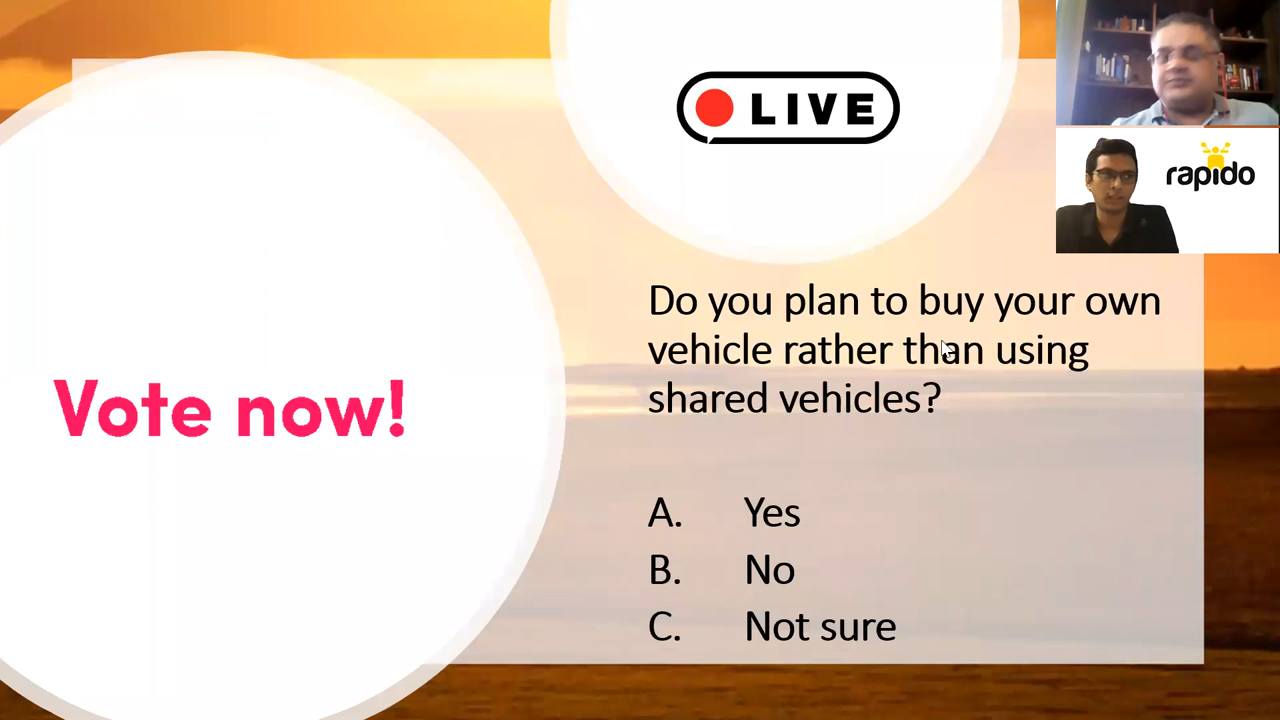 LIVE
rapido
Do you plan to buy your own
vehicle rather than using
shared vehicles?
Vote now!
A. Yes
B. No
C. Not sure